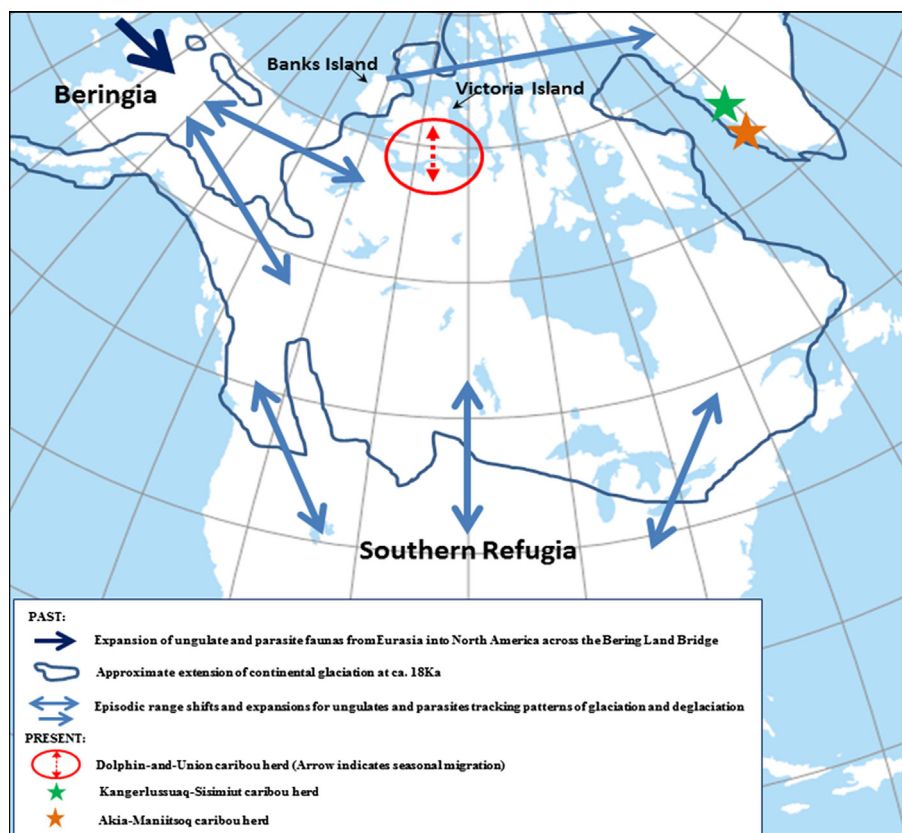 Banks Island
Beringia
Victoria Island
Southern Refugia
PAST:
Expansion of ungulate and parasite faunas from Eurasia into North America across the Bering Land Bridge
Approximate extension of continental glaciation at ca. 18Ka
Episodic range shifts and expansions for ungulates and parasites tracking patterns of glaciation and deglaciation
PRESENT:
Dolphin-and-Union caribou herd (Arrow indicates seasonal migration)
Kangerlussuaq-Sisimiut caribou herd
Akia-Maniitsoq caribou herd